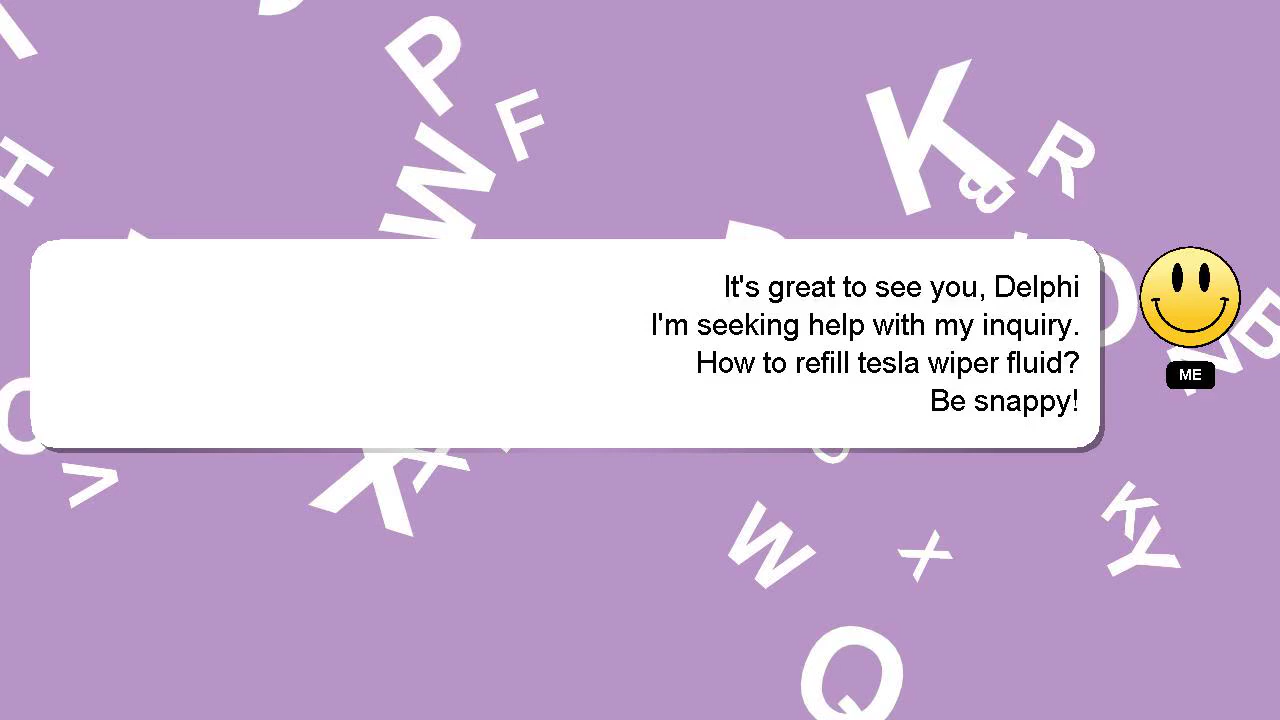 It's great to see you, Delphi
I'm seeking help with my inquiry.
How to refill tesla wiper fluid?
Be snappy!
ME
P
F
W
H
K
R
B
B
N
O
V
X
X
W
X
K
Y
Q